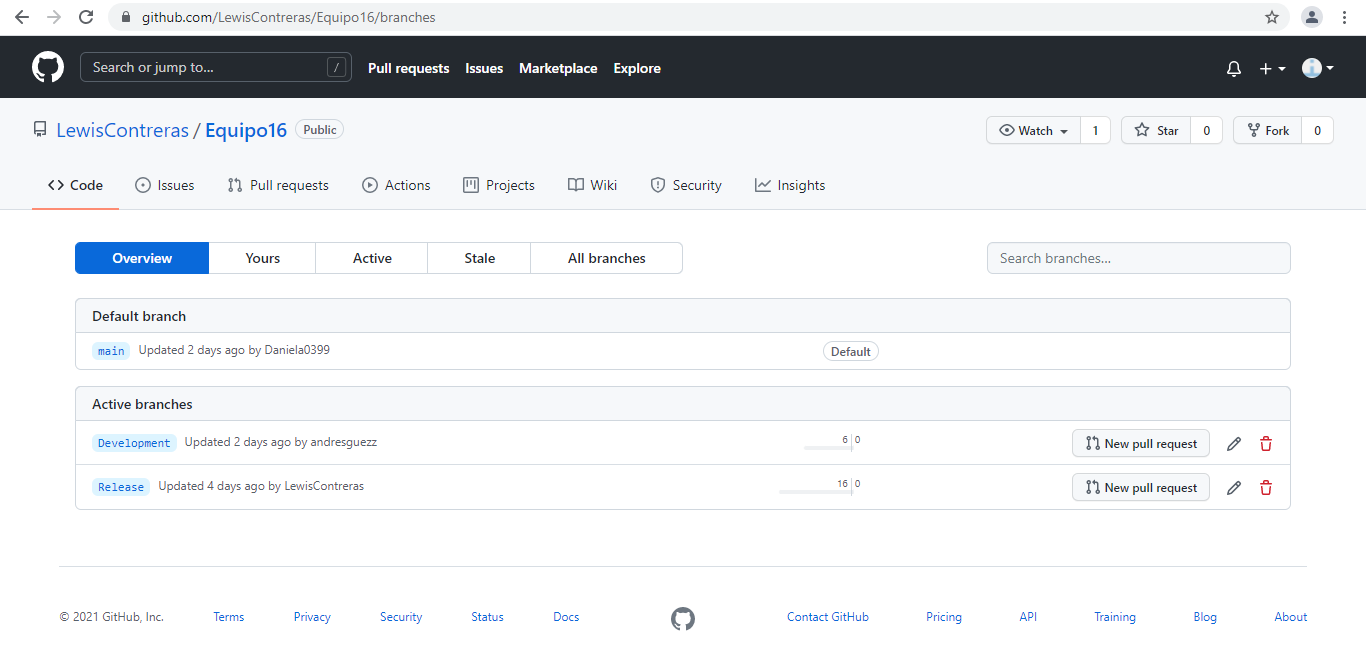 github.com/LewisContreras/Equipo16/branches
Search or jump to... / Pull requests Issues Marketplace Explore
LewisContreras / Equipo16 Public Watch 1 Star 0 Fork 0
Code Issues Pull requests Actions Projects Wiki Security Insights
Overview Yours Active Stale All branches Search branches...
Default branch
main Updated 2 days ago by Daniela0399 Default
Active branches
Development Updated 2 days ago by andresguezz 6 0 New pull request
Release Updated 4 days ago by LewisContreras 16 0 New pull request
© 2021 GitHub, Inc. Terms Privacy Security Status Docs Contact GitHub Pricing API Training Blog About